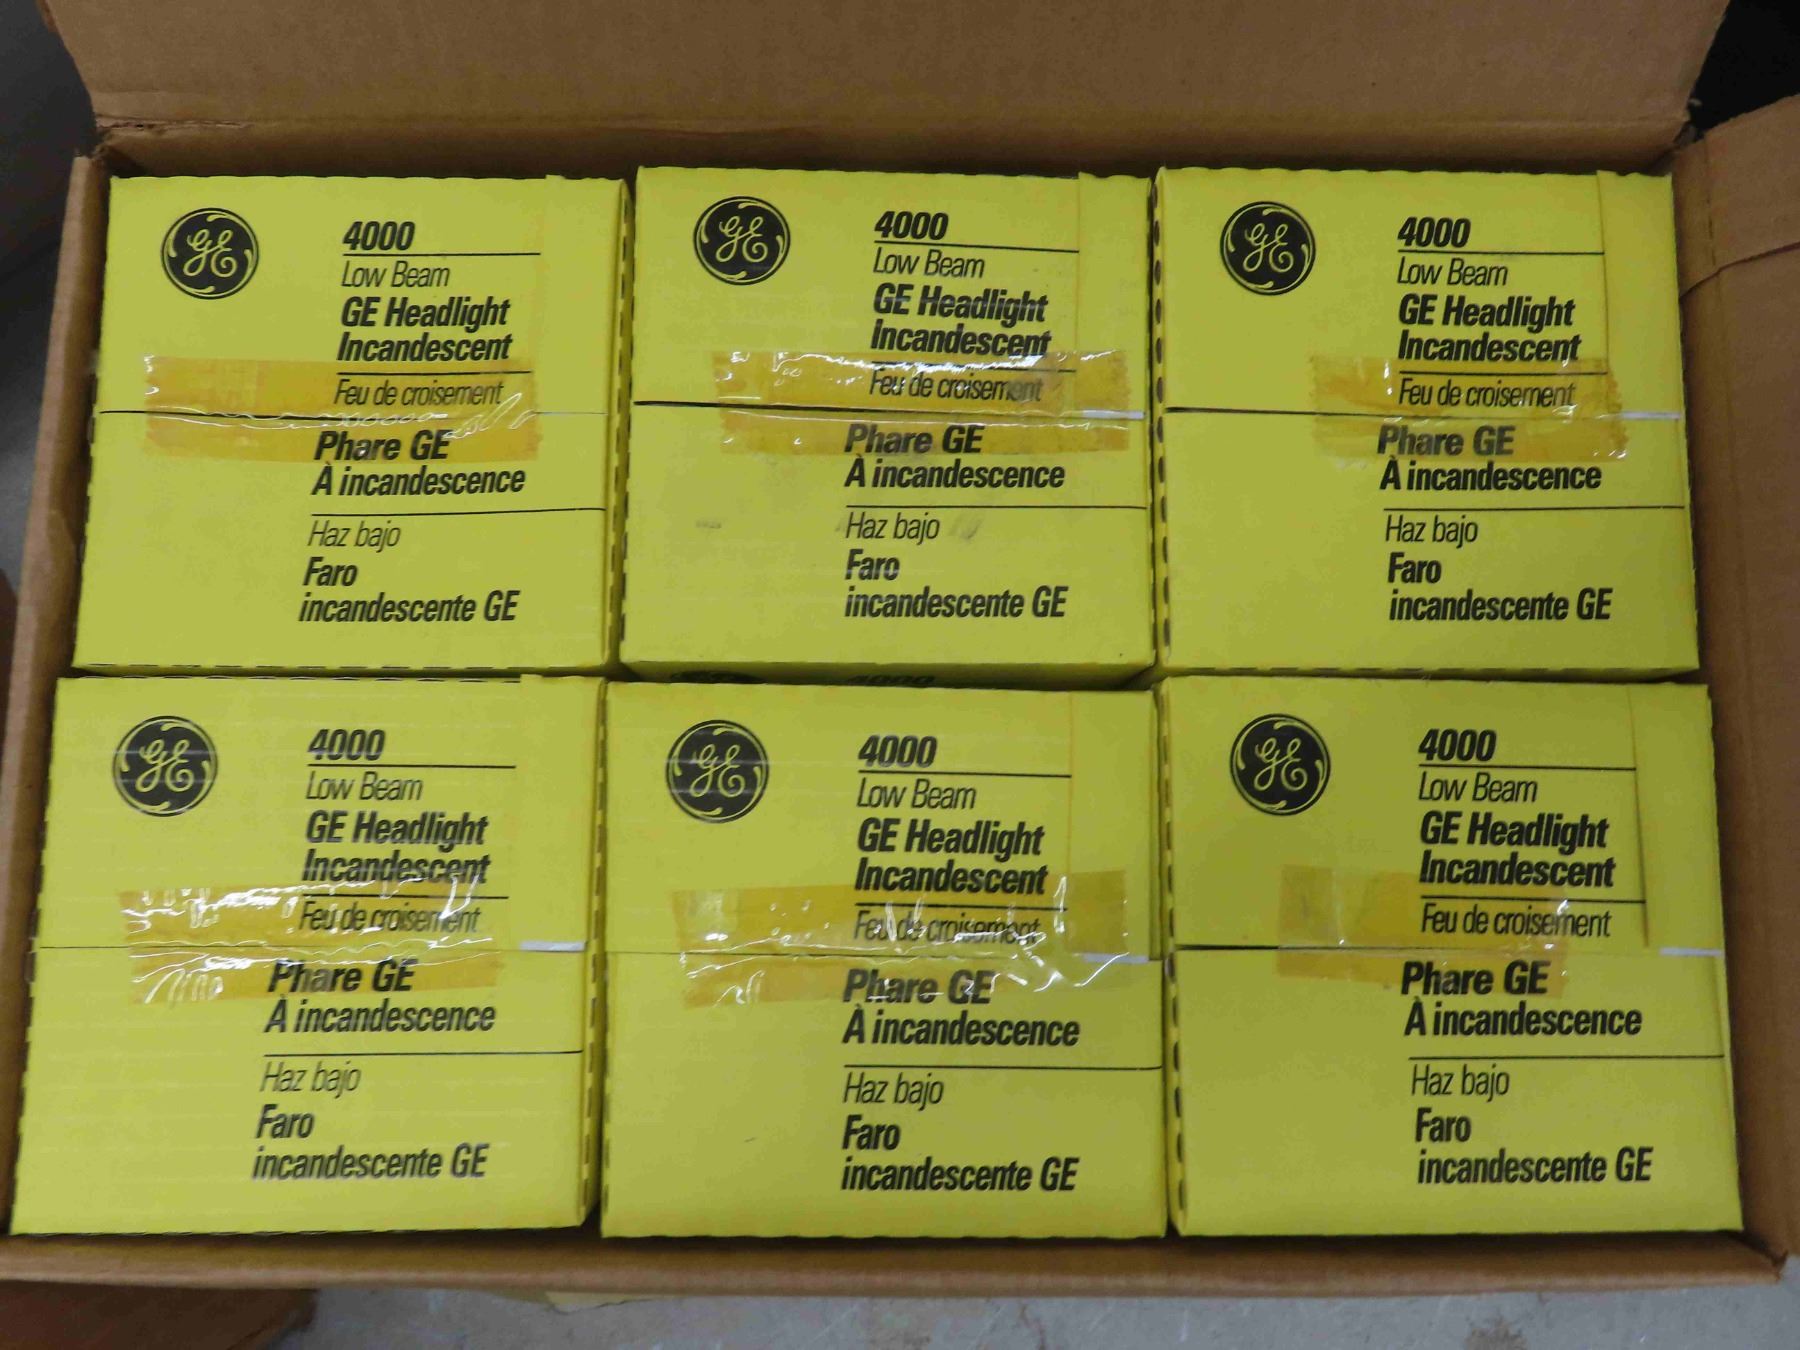 GE
4000
Low Beam
GE Headlight
Incandescent
Feu de croisement
Phare GE
À incandescence
Haz bajo
Faro
incandescente GE
GE
4000
Low Beam
GE Headlight
Incandescent
Feu de croisement
Phare GE
À incandescence
Haz bajo
Faro
incandescente GE
GE
4000
Low Beam
GE Headlight
Incandescent
Feu de croisement
Phare GE
À incandescence
Haz bajo
Faro
incandescente GE
4000
GE
4000
Low Beam
GE Headlight
Incandescent
Feu de croisement
Phare GE
À incandescence
Haz bajo
Faro
incandescente GE
GE
4000
Low Beam
GE Headlight
Incandescent
Feu de croisement
Phare GE
À incandescence
Haz bajo
Faro
incandescente GE
GE
4000
Low Beam
GE Headlight
Incandescent
Feu de croisement
Phare GE
À incandescence
Haz bajo
Faro
incandescente GE